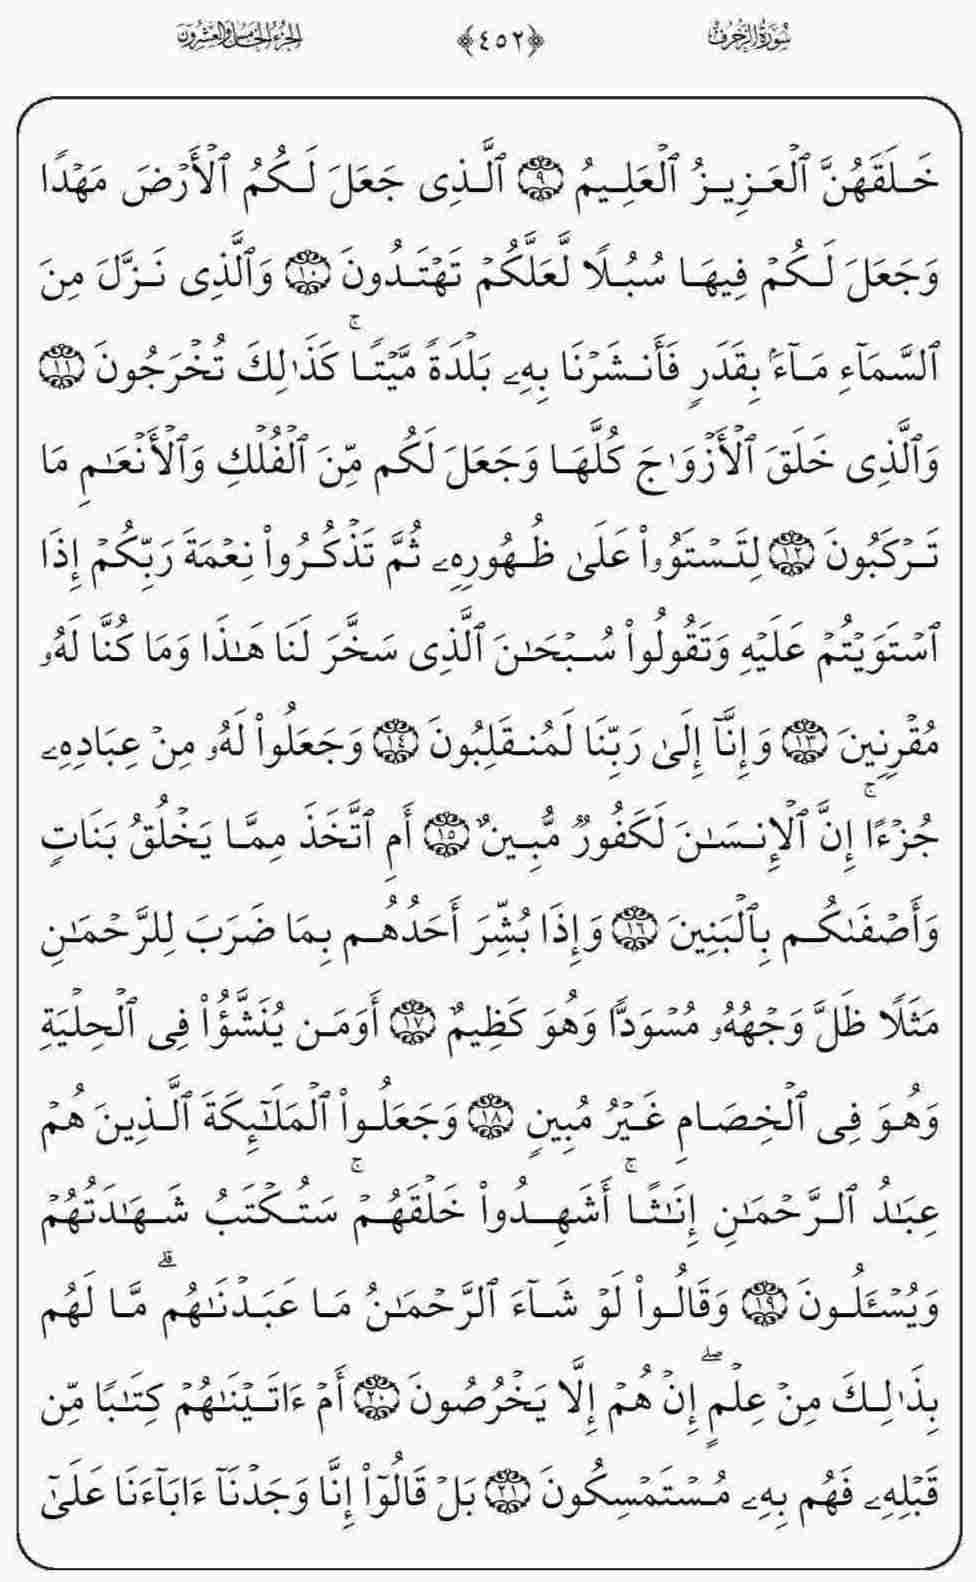 سُورَةُ الزُّخْرُفِ ﴿٤٥٢﴾ الجُزْءُ الخَامِسُ وَالعِشْرُونَ
خَلَقَهُنَّ ٱلْعَزِيزُ ٱلْعَلِيمُ ٩ ٱلَّذِى جَعَلَ لَكُمُ ٱلْأَرْضَ مَهْدًا
وَجَعَلَ لَكُمْ فِيهَا سُبُلًا لَّعَلَّكُمْ تَهْتَدُونَ ١٠ وَٱلَّذِى نَزَّلَ مِنَ
ٱلسَّمَآءِ مَآءًۢ بِقَدَرٍ فَأَنشَرْنَا بِهِۦ بَلْدَةً مَّيْتًا ۚ كَذَٰلِكَ تُخْرَجُونَ ١١
وَٱلَّذِى خَلَقَ ٱلْأَزْوَٰجَ كُلَّهَا وَجَعَلَ لَكُم مِّنَ ٱلْفُلْكِ وَٱلْأَنْعَٰمِ مَا
تَرْكَبُونَ ١٢ لِتَسْتَوُۥا۟ عَلَىٰ ظُهُورِهِۦ ثُمَّ تَذْكُرُوا۟ نِعْمَةَ رَبِّكُمْ إِذَا
ٱسْتَوَيْتُمْ عَلَيْهِ وَتَقُولُوا۟ سُبْحَٰنَ ٱلَّذِى سَخَّرَ لَنَا هَٰذَا وَمَا كُنَّا لَهُۥ
مُقْرِنِينَ ١٣ وَإِنَّآ إِلَىٰ رَبِّنَا لَمُنقَلِبُونَ ١٤ وَجَعَلُوا۟ لَهُۥ مِنْ عِبَادِهِۦ
جُزْءًا ۚ إِنَّ ٱلْإِنسَٰنَ لَكَفُورٌ مُّبِينٌ ١٥ أَمِ ٱتَّخَذَ مِمَّا يَخْلُقُ بَنَاتٍ
وَأَصْفَىٰكُم بِٱلْبَنِينَ ١٦ وَإِذَا بُشِّرَ أَحَدُهُم بِمَا ضَرَبَ لِلرَّحْمَٰنِ
مَثَلًا ظَلَّ وَجْهُهُۥ مُسْوَدًّا وَهُوَ كَظِيمٌ ١٧ أَوَمَن يُنَشَّؤُا۟ فِى ٱلْحِلْيَةِ
وَهُوَ فِى ٱلْخِصَامِ غَيْرُ مُبِينٍ ١٨ وَجَعَلُوا۟ ٱلْمَلَٰٓئِكَةَ ٱلَّذِينَ هُمْ
عِبَٰدُ ٱلرَّحْمَٰنِ إِنَٰثًا ۚ أَشَهِدُوا۟ خَلْقَهُمْ ۚ سَتُكْتَبُ شَهَٰدَتُهُمْ
وَيُسْـَٔلُونَ ١٩ وَقَالُوا۟ لَوْ شَآءَ ٱلرَّحْمَٰنُ مَا عَبَدْنَٰهُم ۗ مَّا لَهُم
بِذَٰلِكَ مِنْ عِلْمٍ ۖ إِنْ هُمْ إِلَّا يَخْرُصُونَ ٢٠ أَمْ ءَاتَيْنَٰهُمْ كِتَٰبًا مِّن
قَبْلِهِۦ فَهُم بِهِۦ مُسْتَمْسِكُونَ ٢١ بَلْ قَالُوٓا۟ إِنَّا وَجَدْنَآ ءَابَآءَنَا عَلَىٰٓ